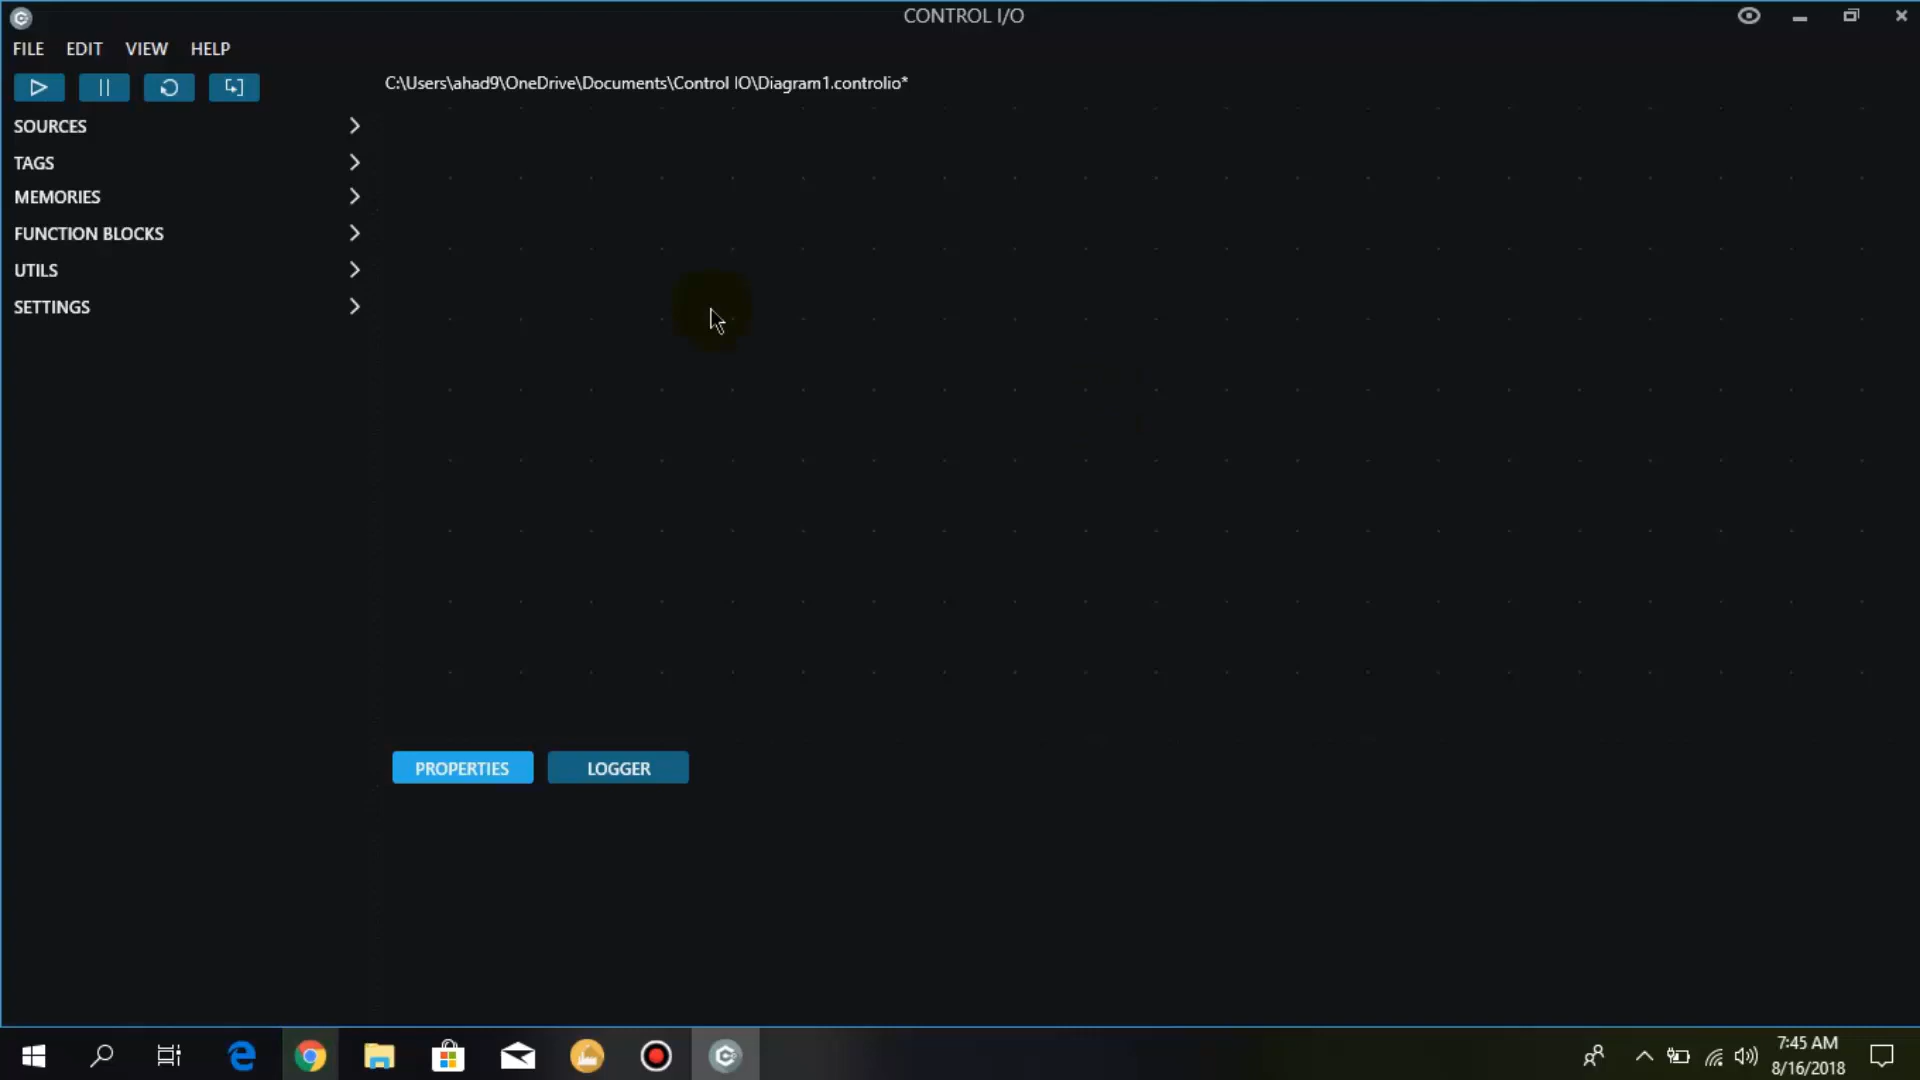 CONTROL I/O
FILE EDIT VIEW HELP
C:\Users\ahad9\OneDrive\Documents\Control IO\Diagram1.controlio*
SOURCES
TAGS
MEMORIES
FUNCTION BLOCKS
UTILS
SETTINGS
PROPERTIES LOGGER
7:45 AM
8/16/2018